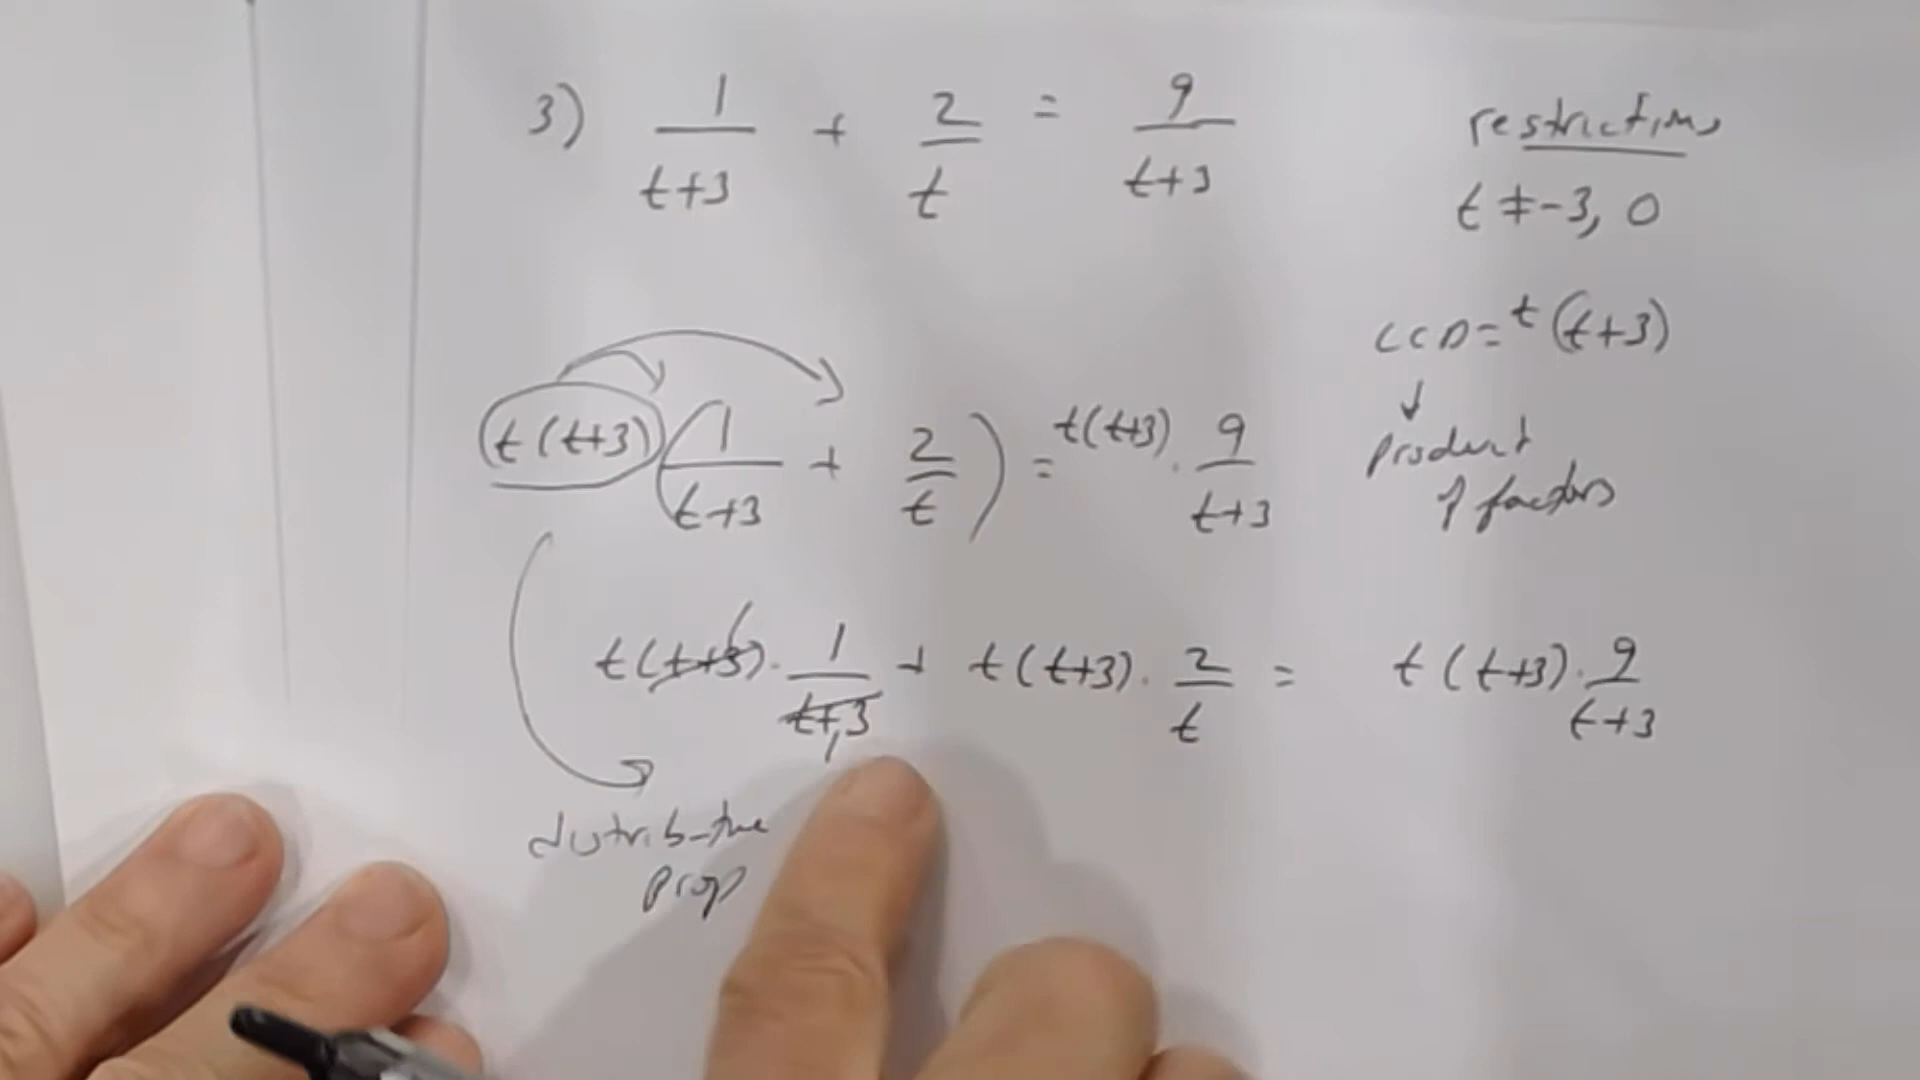 3) 1/(t+3) + 2/t = 9/(t+3)
restrictions
t ≠ -3, 0
LCD = t(t+3)
↓
product
of factors
t(t+3)(1/(t+3) + 2/t) = t(t+3) · 9/(t+3)
t(t+3) · 1/(t+3) + t(t+3) · 2/t = t(t+3) · 9/(t+3)
distributive
prop